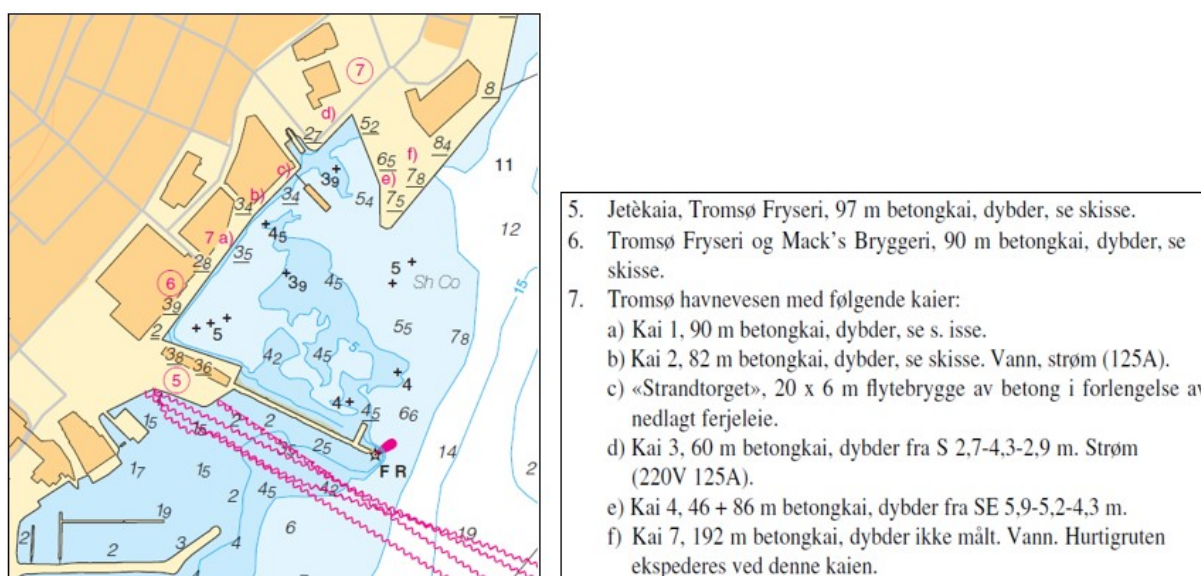 7
8
d)
27
52
84
11
f)
65
c)
39
e)
78
b)
34
54
75
34
12
7 a)
45
35
28
5
6
39
45
Sh Co
15
39
5
55
2
78
38
36
42
45
5
5
4
4
45
66
2
2
15
15
25
35
F R
14
17
15
2
45
42
2
19
6
19
2
2
3
4
7
5. Jetèkaia, Tromsø Fryseri, 97 m betongkai, dybder, se skisse.
6. Tromsø Fryseri og Mack's Bryggeri, 90 m betongkai, dybder, se
skisse.
7. Tromsø havnevesen med følgende kaier:
a) Kai 1, 90 m betongkai, dybder, se s. isse.
b) Kai 2, 82 m betongkai, dybder, se skisse. Vann, strøm (125A).
c) «Strandtorget», 20 x 6 m flytebrygge av betong i forlengelse av
nedlagt ferjeleie.
d) Kai 3, 60 m betongkai, dybder fra S 2,7-4,3-2,9 m. Strøm
(220V 125A).
e) Kai 4, 46 + 86 m betongkai, dybder fra SE 5,9-5,2-4,3 m.
f) Kai 7, 192 m betongkai, dybder ikke målt. Vann. Hurtigruten
ekspederes ved denne kaien.